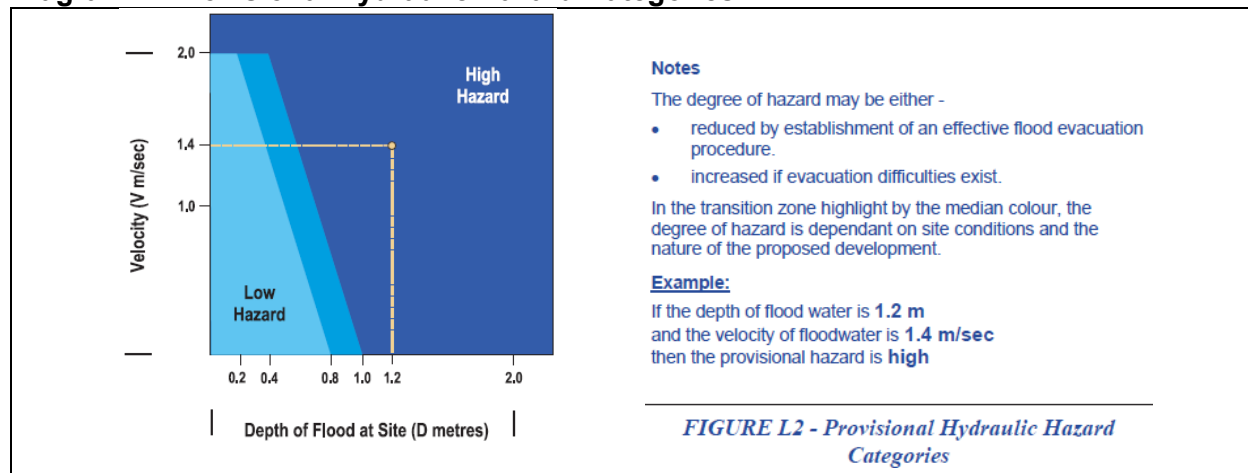 2.0
High
Hazard
1.4
1.0
Velocity (V m/sec)
Low
Hazard
0.2 0.4 0.8 1.0 1.2 2.0
Depth of Flood at Site (D metres)
Notes
The degree of hazard may be either -
• reduced by establishment of an effective flood evacuation
procedure.
• increased if evacuation difficulties exist.
In the transition zone highlight by the median colour, the
degree of hazard is dependant on site conditions and the
nature of the proposed development.
Example:
If the depth of flood water is 1.2 m
and the velocity of floodwater is 1.4 m/sec
then the provisional hazard is high
FIGURE L2 - Provisional Hydraulic Hazard
Categories